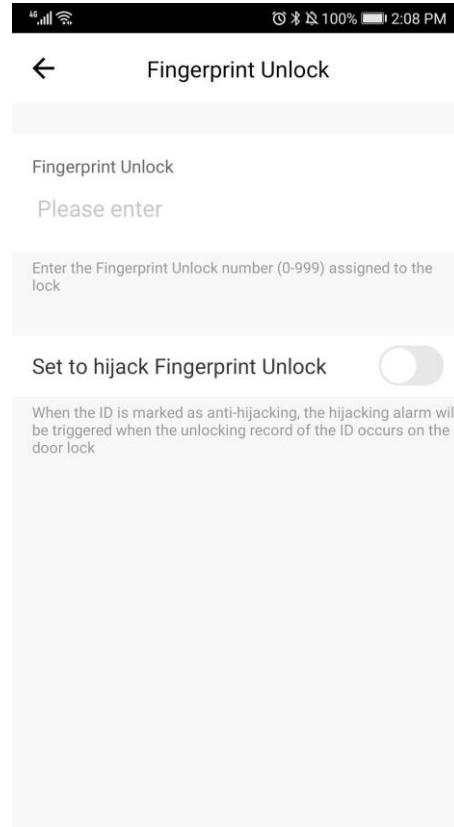 46 100% 2:08 PM
Fingerprint Unlock
Fingerprint Unlock
Please enter
Enter the Fingerprint Unlock number (0-999) assigned to the
lock
Set to hijack Fingerprint Unlock
When the ID is marked as anti-hijacking, the hijacking alarm wil
be triggered when the unlocking record of the ID occurs on the
door lock